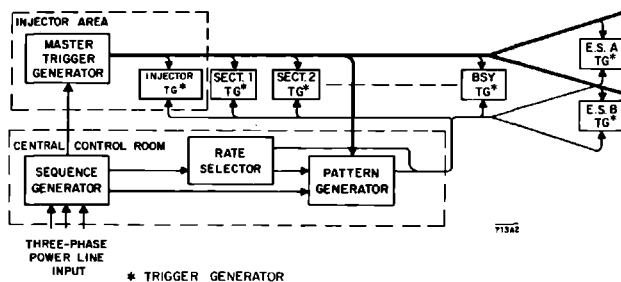 INJECTOR AREA
MASTER
TRIGGER
GENERATOR
INJECTOR
TG*
SECT. 1
TG*
SECT. 2
TG*
BSY
TG*
E.S. A
TG*
E.S. B
TG*
CENTRAL CONTROL ROOM
SEQUENCE
GENERATOR
RATE
SELECTOR
PATTERN
GENERATOR
713A2
THREE-PHASE
POWER LINE
INPUT
* TRIGGER GENERATOR